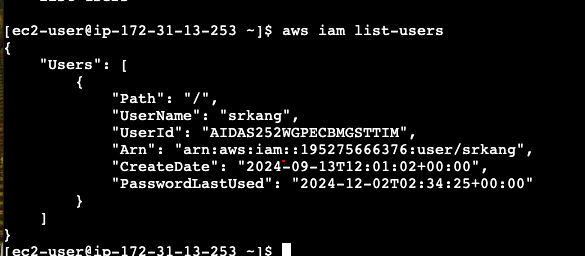 [ec2-user@ip-172-31-13-253 ~]$ aws iam list-users
{
    "Users": [
        {
            "Path": "/",
            "UserName": "srkang",
            "UserId": "AIDAS252WGPECBMGSTTIM",
            "Arn": "arn:aws:iam::195275666376:user/srkang",
            "CreateDate": "2024-09-13T12:01:02+00:00",
            "PasswordLastUsed": "2024-12-02T02:34:25+00:00"
        }
    ]
}
[ec2-user@ip-172-31-13-253 ~]$